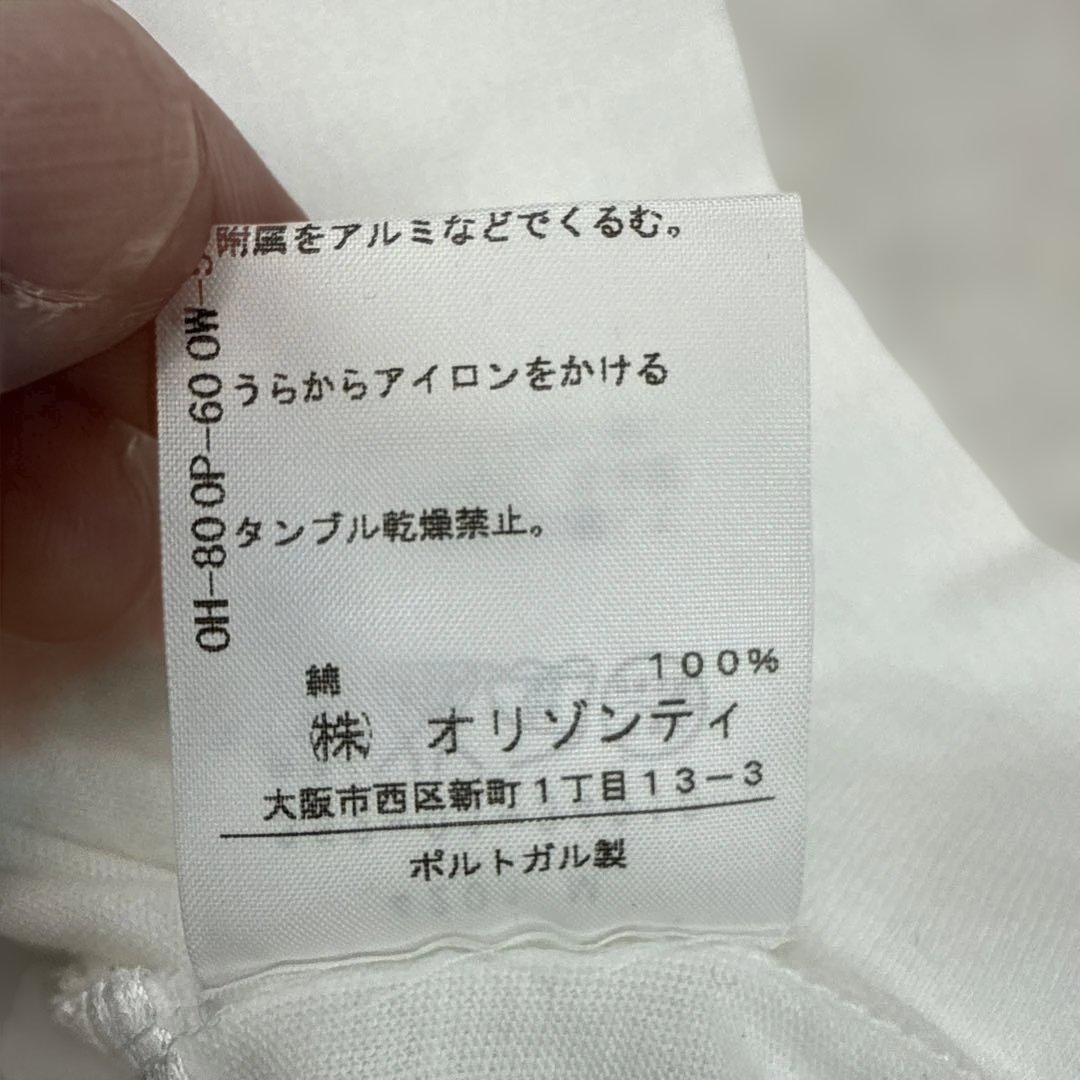 附属をアルミなどでくるむ。
うらからアイロンをかける
タンブル乾燥禁止。
綿 100%
㈱ オリゾンティ
大阪市西区新町1丁目13-3
ポルトガル製
OH-800P-600W-